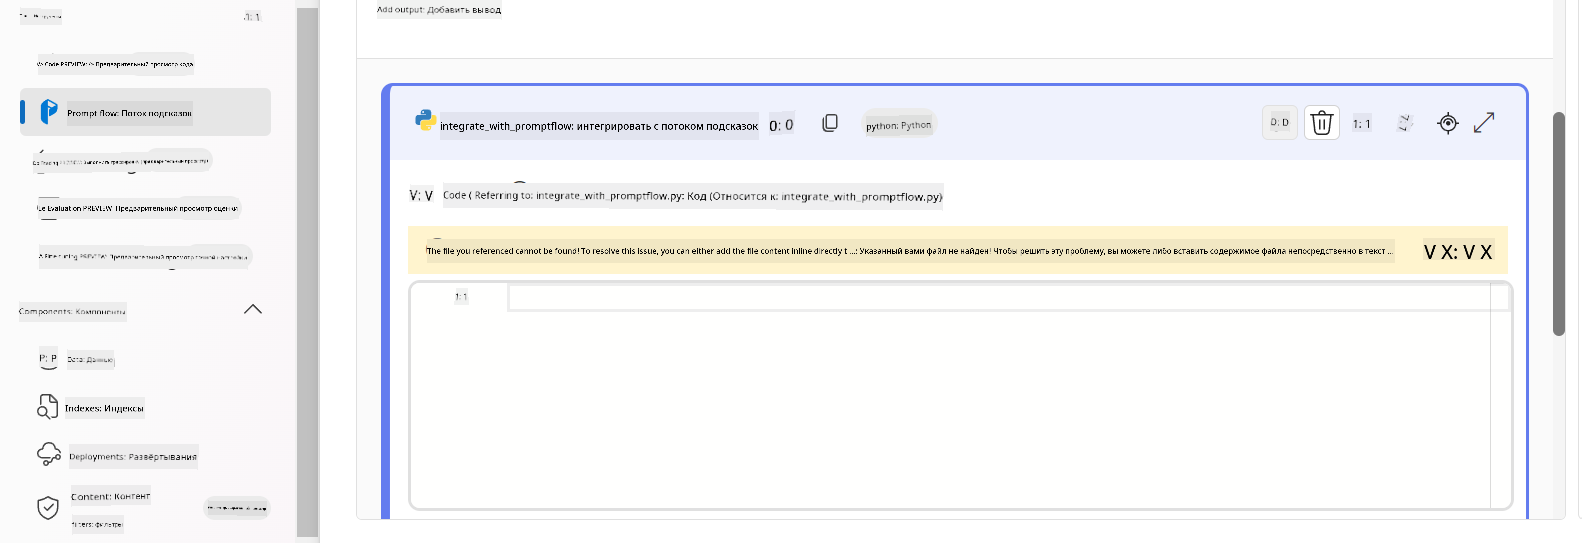 Add output: Добавить вывод
.1: 1
Code PREVIEW: /> Предварительный просмотр кода
Prompt flow: Поток подсказок
Evaluation PREVIEW: Предварительный просмотр оценки
Fine-tuning PREVIEW: Предварительный просмотр точной настройки
Components: Компоненты
P: P
Data: Данные
Indexes: Индексы
Deployments: Развёртывания
Content: Контент
filters: фильтры
integrate_with_promptflow: интегрировать с потоком подсказок
0: 0
python: Python
D: D
1: 1
V: V
Code ( Referring to: integrate_with_promptflow.py: Код (Относится к: integrate_with_promptflow.py)
The file you referenced cannot be found! To resolve this issue, you can either add the file content inline directly t ...: Указанный вами файл не найден! Чтобы решить эту проблему, вы можете либо вставить содержимое файла непосредственно в текст ...
V X: V X
1: 1